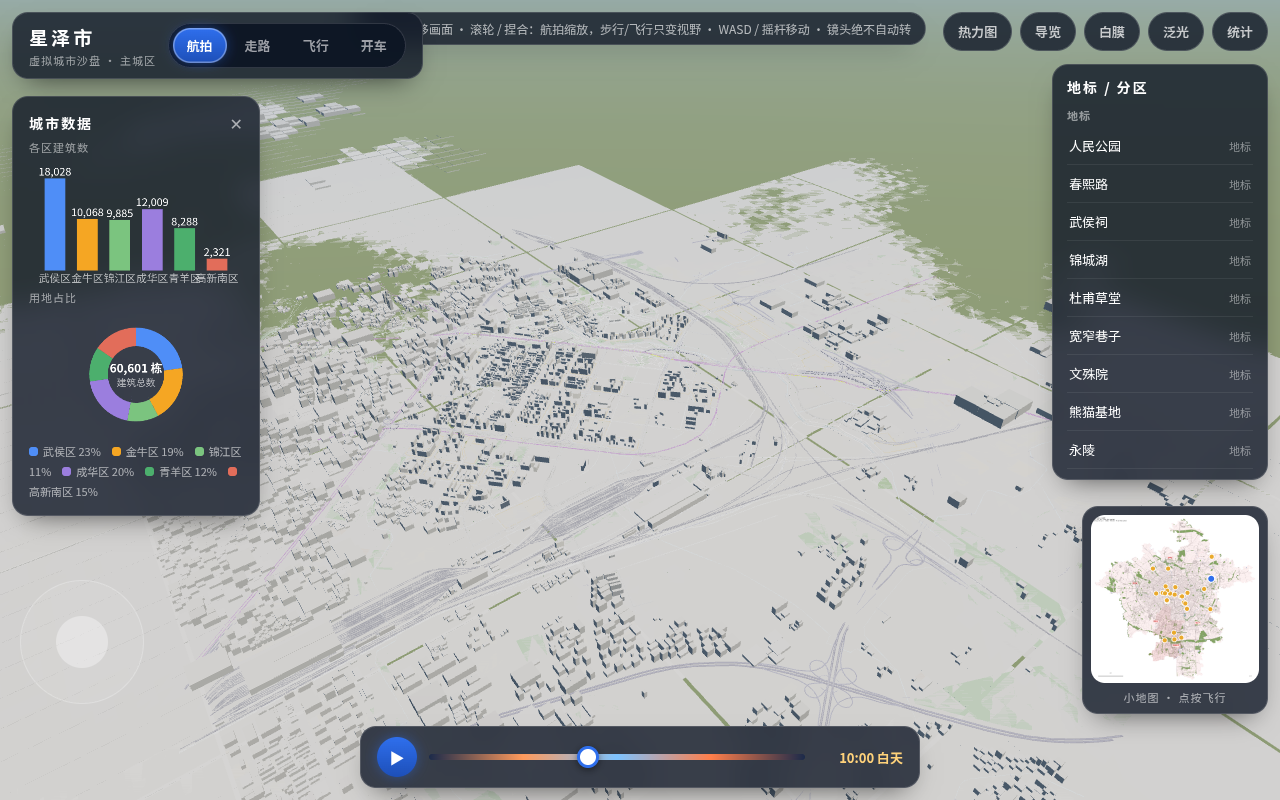 星泽市
虚拟城市沙盘 · 主城区
航拍 走路 飞行 开车
移画面 · 滚轮 / 捏合：航拍缩放，步行/飞行只变视野 · WASD / 摇杆移动 · 镜头绝不自动转
热力图 导览 白膜 泛光 统计
城市数据 ×
各区建筑数
18,028 10,068 9,885 12,009 8,288 2,321
武侯区 金牛区 锦江区 成华区 青羊区 高新南区
用地占比
60,601 栋
建筑总数
武侯区 23% 金牛区 19% 锦江区
11% 成华区 20% 青羊区 12%
高新南区 15%
地标 / 分区
地标
人民公园 地标
春熙路 地标
武侯祠 地标
锦城湖 地标
杜甫草堂 地标
宽窄巷子 地标
文殊院 地标
熊猫基地 地标
永陵 地标
小地图 · 点按飞行
10:00 白天